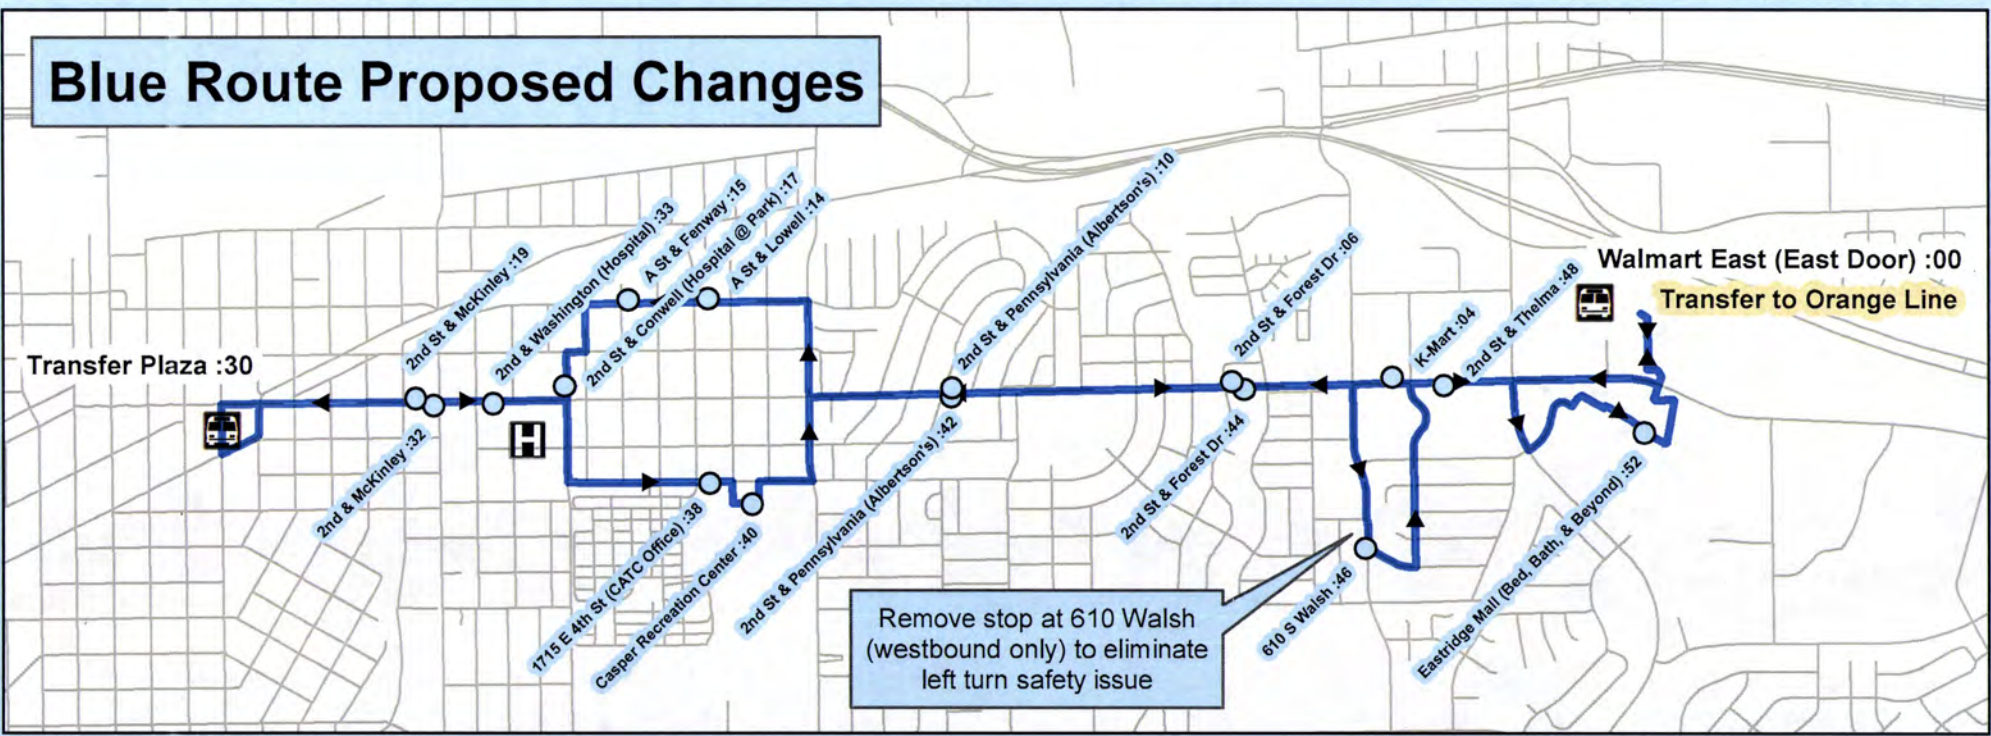 Blue Route Proposed Changes
Transfer Plaza :30
2nd St & McKinley :19
2nd & McKinley :32
2nd & Washington (Hospital) :33
A St & Fenway :15
2nd St & Conwell (Hospital @ Park) :17
A St & Lowell :14
H
1715 E 4th St (CATC Office) :38
Casper Recreation Center :40
2nd St & Pennsylvania (Albertson's) :10
2nd St & Pennsylvania (Albertson's) :42
2nd St & Forest Dr :06
2nd St & Forest Dr :44
K-Mart :04
2nd St & Thelma :48
Walmart East (East Door) :00
Transfer to Orange Line
610 S Walsh :46
Eastridge Mall (Bed, Bath, & Beyond) :52
Remove stop at 610 Walsh
(westbound only) to eliminate
left turn safety issue